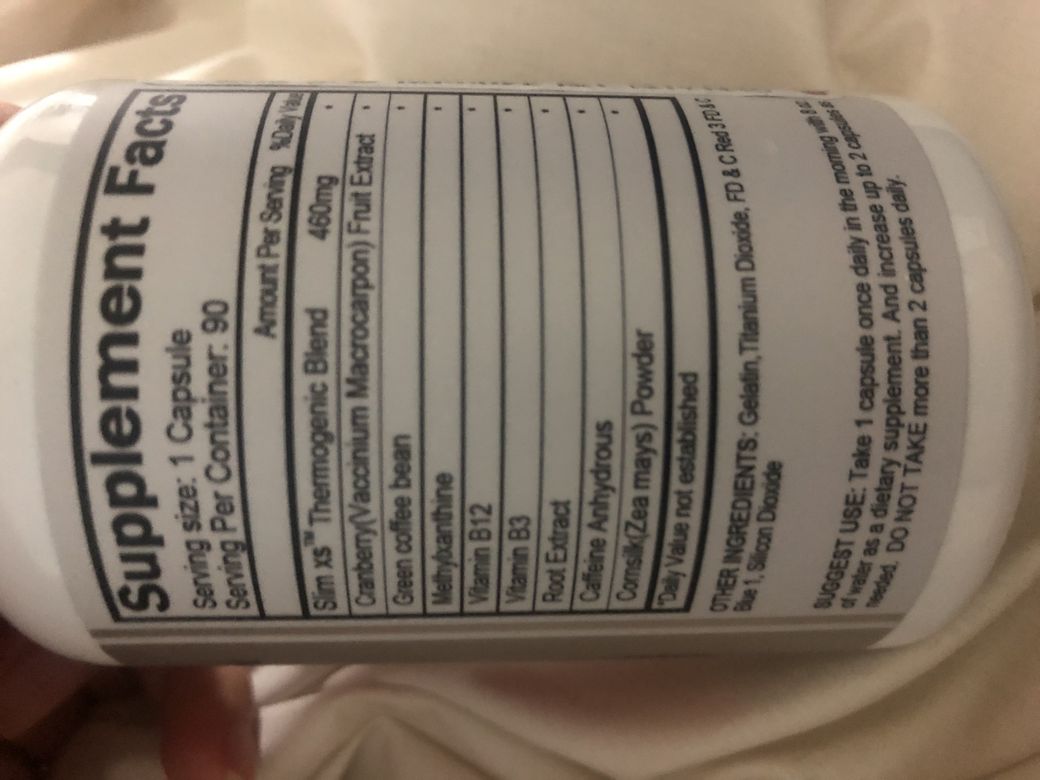 Supplement Facts
Serving size: 1 Capsule
Serving Per Container: 90
Amount Per Serving %Daily Value
Slim xs™ Thermogenic Blend 460mg *
Cranberry(Vaccinium Macrocarpon) Fruit Extract *
Green coffee bean *
Methylxanthine *
Vitamin B12 *
Vitamin B3 *
Root Extract *
Caffeine Anhydrous *
Cornsilk(Zea mays) Powder *
*Daily Value not established
OTHER INGREDIENTS: Gelatin,Titanium Dioxide, FD & C Red 3 FD & C
Blue 1, Silicon Dioxide
SUGGEST USE: Take 1 capsule once daily in the morning with 8 oz
of water as a dietary supplement. And increase up to 2 capsules as
needed. DO NOT TAKE more than 2 capsules daily.